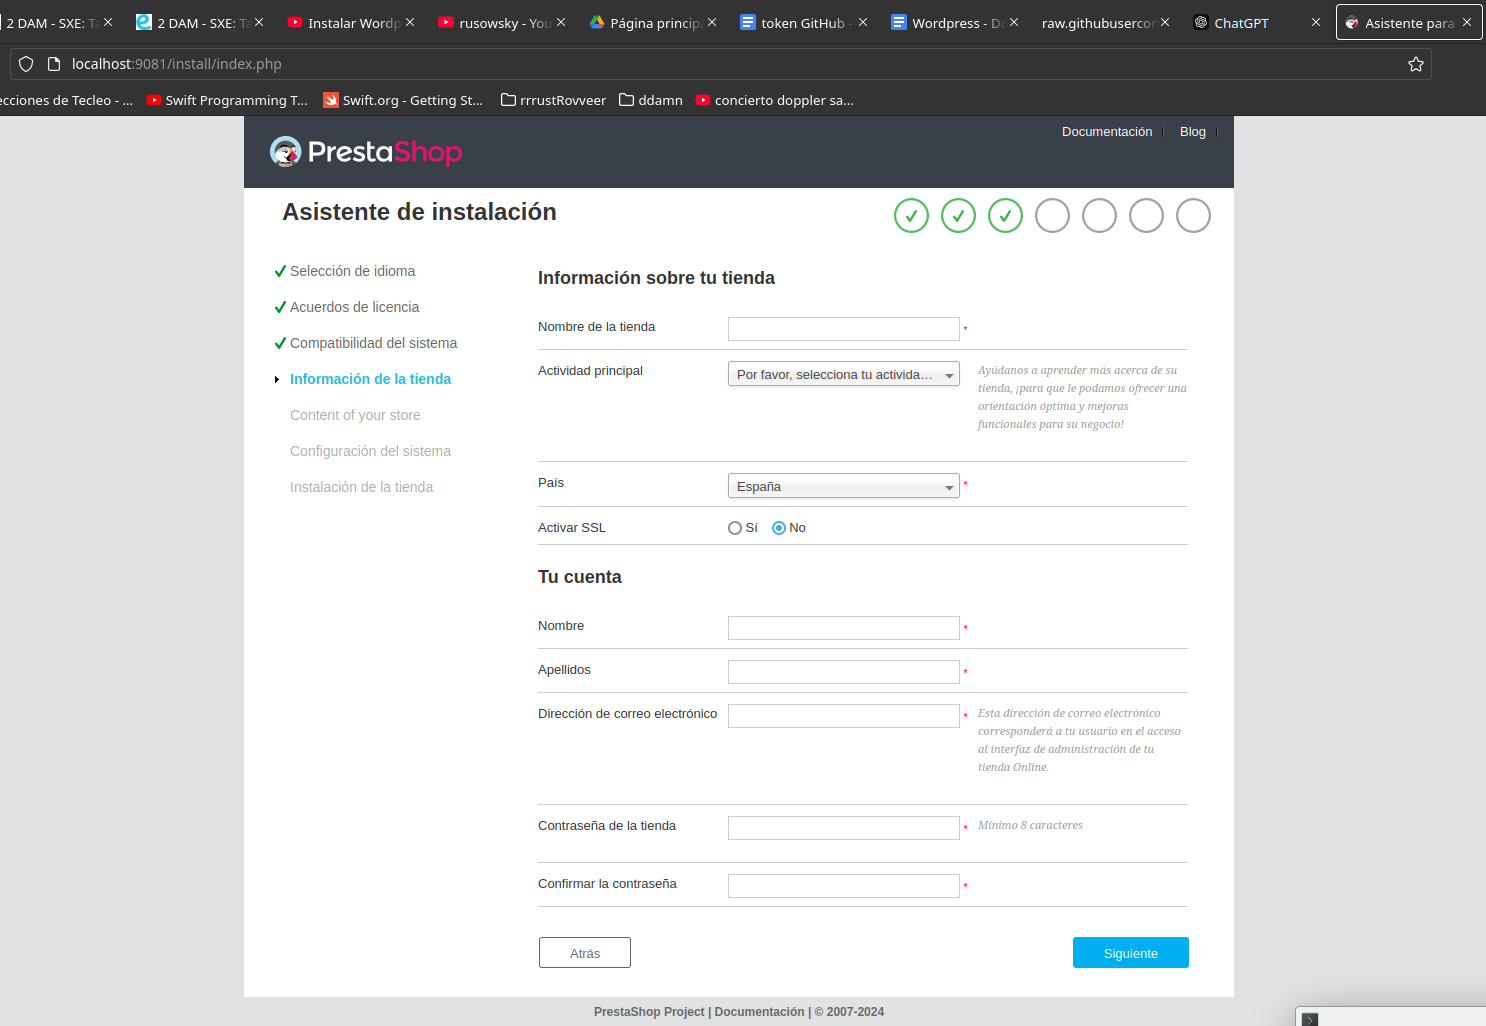 2 DAM - SXE: Ta
2 DAM - SXE: Ta
Instalar Wordp
rusowsky - You
Página principa
token GitHub -
Wordpress - Do
raw.githubusercon
ChatGPT
Asistente para
localhost:9081/install/index.php
ecciones de Tecleo - ...
Swift Programming T...
Swift.org - Getting St...
rrrustRovveer
ddamn
concierto doppler sa...
PrestaShop
Documentación
Blog
Asistente de instalación
Selección de idioma
Acuerdos de licencia
Compatibilidad del sistema
Información de la tienda
Content of your store
Configuración del sistema
Instalación de la tienda
Información sobre tu tienda
Nombre de la tienda *
Actividad principal
Por favor, selecciona tu activida...
Ayúdanos a aprender más acerca de su
tienda, ¡para que le podamos ofrecer una
orientación óptima y mejoras
funcionales para su negocio!
País
España *
Activar SSL
Sí No
Tu cuenta
Nombre *
Apellidos *
Dirección de correo electrónico *
Esta dirección de correo electrónico
corresponderá a tu usuario en el acceso
al interfaz de administración de tu
tienda Online.
Contraseña de la tienda *
Mínimo 8 caracteres
Confirmar la contraseña *
Atrás
Siguiente
PrestaShop Project | Documentación | © 2007-2024